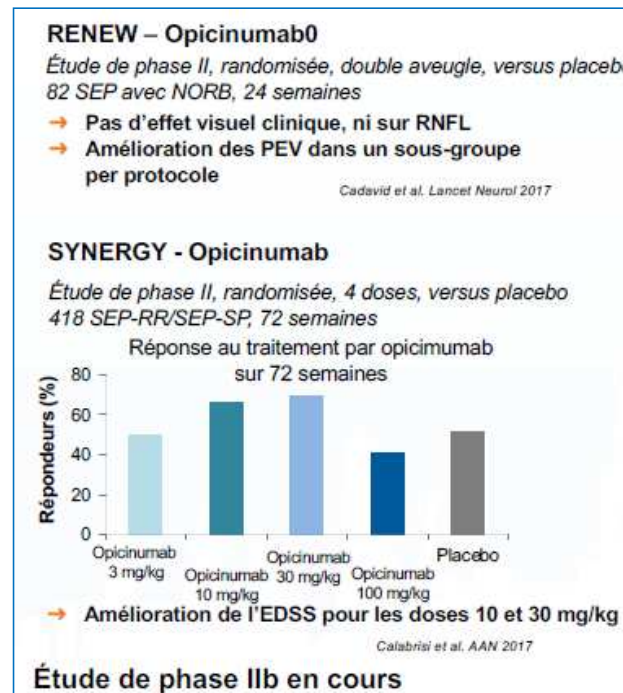 RENEW – Opicinumab0
Étude de phase II, randomisée, double aveugle, versus placebo
82 SEP avec NORB, 24 semaines
➔ Pas d'effet visuel clinique, ni sur RNFL
➔ Amélioration des PEV dans un sous-groupe
per protocole
Cadavid et al. Lancet Neurol 2017
SYNERGY - Opicinumab
Étude de phase II, randomisée, 4 doses, versus placebo
418 SEP-RR/SEP-SP, 72 semaines
Réponse au traitement par opicimumab
sur 72 semaines
Répondeurs (%)
80
60
40
20
0
Opicinumab
3 mg/kg
Opicinumab
10 mg/kg
Opicinumab
30 mg/kg
Opicinumab
100 mg/kg
Placebo
➔ Amélioration de l'EDSS pour les doses 10 et 30 mg/kg
Calabrisi et al. AAN 2017
Étude de phase IIb en cours